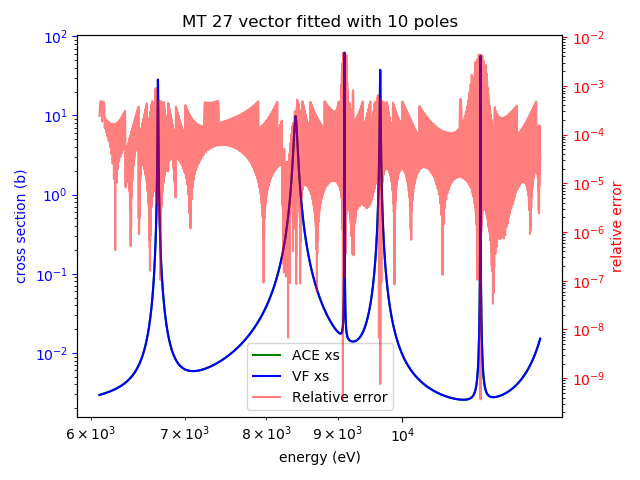 MT 27 vector fitted with 10 poles
10²
10¹
10⁰
10⁻¹
10⁻²
cross section (b)
10⁻²
10⁻³
10⁻⁴
10⁻⁵
10⁻⁶
10⁻⁷
10⁻⁸
10⁻⁹
relative error
ACE xs
VF xs
Relative error
6 × 10³ 7 × 10³ 8 × 10³ 9 × 10³ 10⁴
energy (eV)